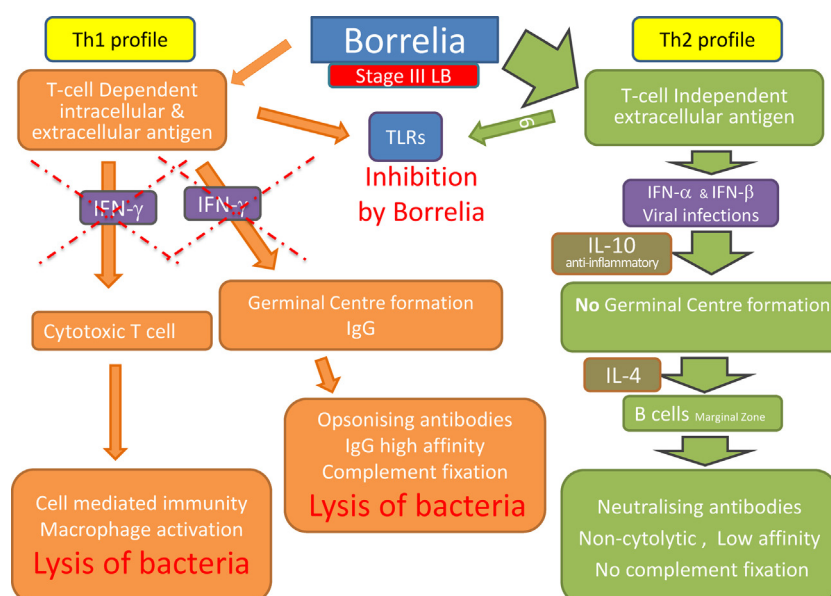 Th1 profile
Borrelia
Stage III LB
Th2 profile
T-cell Dependent
intracellular &
extracellular antigen
TLRs
9
T-cell Independent
extracellular antigen
Inhibition
by Borrelia
IFN-γ
IFN-γ
IFN-α & IFN-β
Viral infections
IL-10
anti-inflammatory
Cytotoxic T cell
Germinal Centre formation
IgG
No Germinal Centre formation
IL-4
B cells Marginal Zone
Opsonising antibodies
IgG high affinity
Complement fixation
Lysis of bacteria
Cell mediated immunity
Macrophage activation
Lysis of bacteria
Neutralising antibodies
Non-cytolytic , Low affinity
No complement fixation